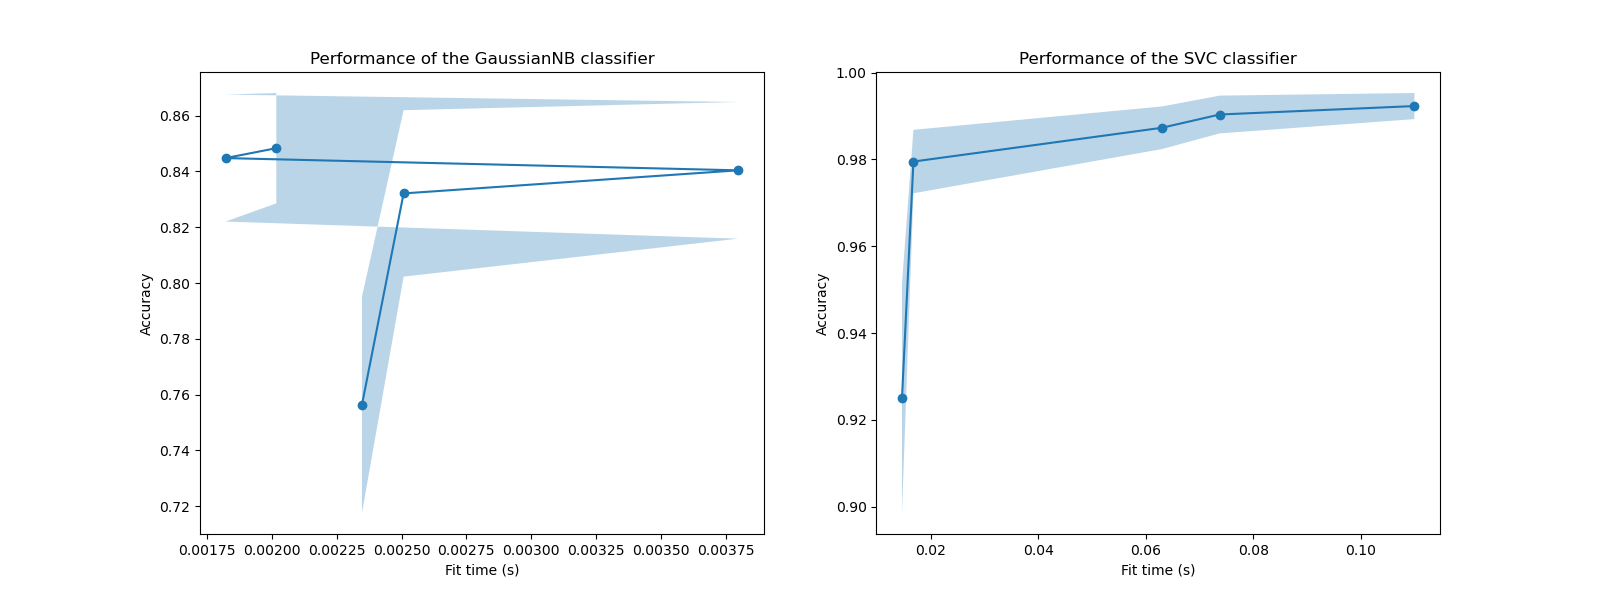 Performance of the GaussianNB classifier
Accuracy
0.86
0.84
0.82
0.80
0.78
0.76
0.74
0.72
0.00175 0.00200 0.00225 0.00250 0.00275 0.00300 0.00325 0.00350 0.00375
Fit time (s)
Performance of the SVC classifier
Accuracy
1.00
0.98
0.96
0.94
0.92
0.90
0.02 0.04 0.06 0.08 0.10
Fit time (s)